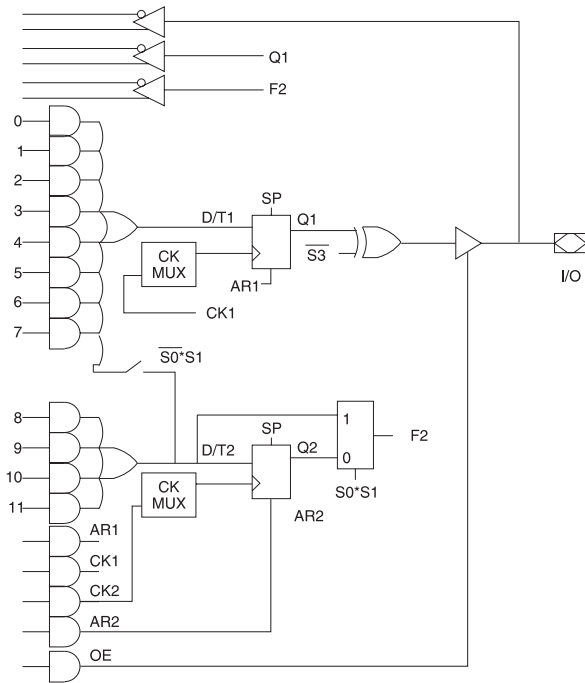 Q1
F2
0
1
2
3
4
5
6
7
SP
D/T1
Q1
CK
MUX
S̅3̅
AR1
CK1
I/O
S̅0̅*S1
8
9
10
11
SP
D/T2
Q2
1
0
F2
S0*S1
CK
MUX
AR2
AR1
CK1
CK2
AR2
OE